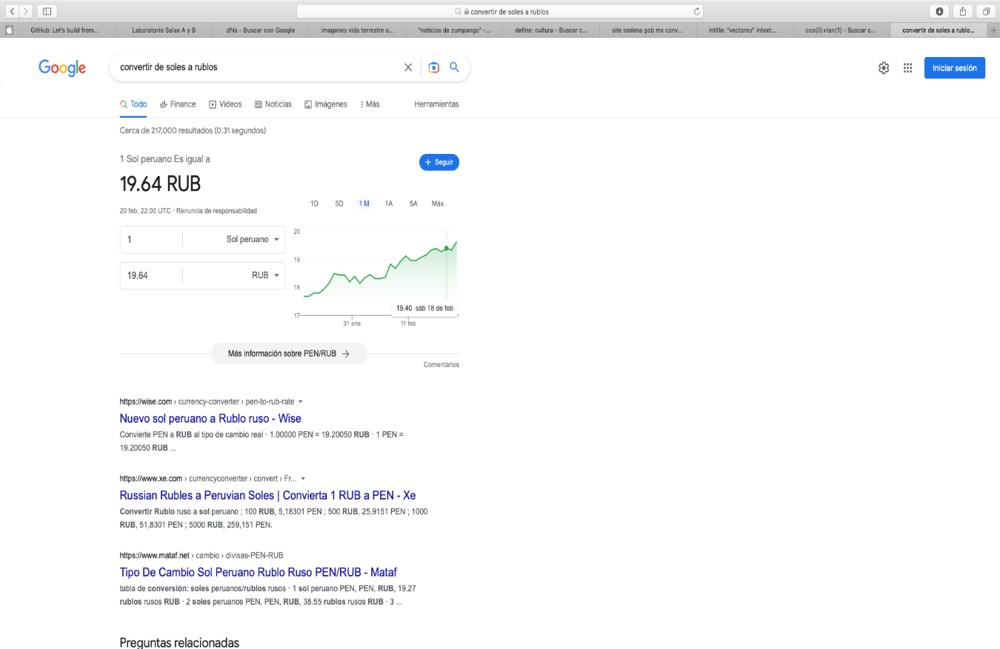 convertir de soles a rublos
GitHub: Let's build from...
Laboratorio Salas A y B
dNs - Buscar con Google
imagenes vida terrestre o...
"noticias de zumpango" -...
define: cultura - Buscar c...
site sedena gob mx conv...
intitle: "vectores" intext:...
cos(0)+tan(1) - Buscar c...
convertir de soles a rublo...
Google
convertir de soles a rublos
Iniciar sesión
Todo
Finance
Videos
Noticias
Imágenes
Más
Herramientas
Cerca de 217,000 resultados (0.31 segundos)
1 Sol peruano Es igual a
+ Seguir
19.64 RUB
20 feb, 22:00 UTC · Renuncia de responsabilidad
1D 5D 1 M 1A 5A Máx.
1 Sol peruano
19.64 RUB
20
19
18
17
19.40 sáb 18 de feb
31 ene 11 feb
Más información sobre PEN/RUB
Comentarios
https://wise.com › currency-converter › pen-to-rub-rate
Nuevo sol peruano a Rublo ruso - Wise
Convierte PEN a RUB al tipo de cambio real · 1.00000 PEN = 19.20050 RUB · 1 PEN =
19.20050 RUB ...
https://www.xe.com › currencyconverter › convert › Fr...
Russian Rubles a Peruvian Soles | Convierta 1 RUB a PEN - Xe
Convertir Rublo ruso a sol peruano ; 100 RUB, 5,18301 PEN ; 500 RUB, 25,9151 PEN ; 1000
RUB, 51,8301 PEN ; 5000 RUB, 259,151 PEN.
https://www.mataf.net › cambio › divisas-PEN-RUB
Tipo De Cambio Sol Peruano Rublo Ruso PEN/RUB - Mataf
tabla de conversión: soles peruanos/rublos rusos · 1 sol peruano PEN, PEN, RUB, 19.27
rublos rusos RUB · 2 soles peruanos PEN, PEN, RUB, 38.55 rublos rusos RUB · 3 ...
Preguntas relacionadas